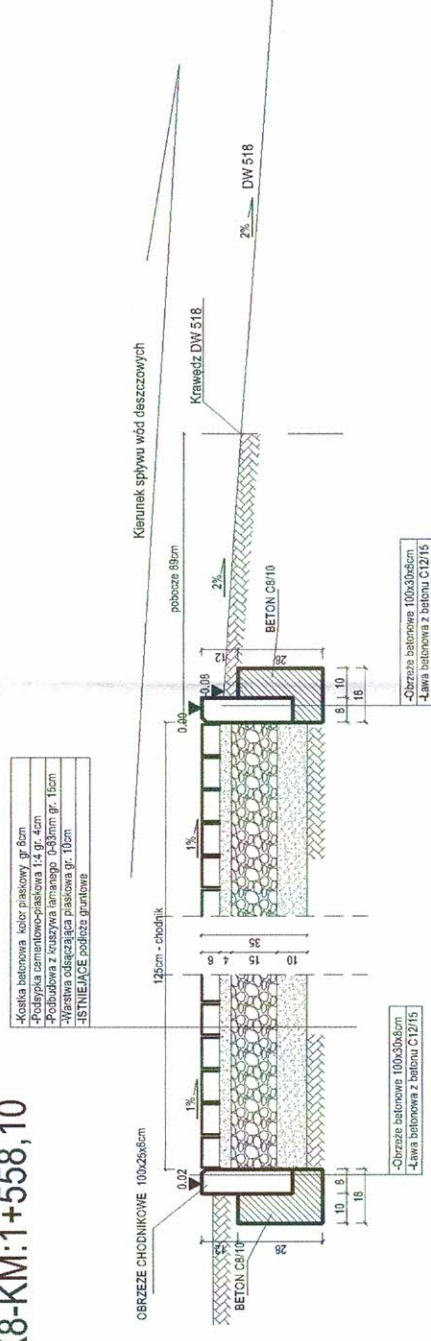 8-KM:1+558,10
-Kostka betonowa kolor piaskowy gr 6cm
-Podsypka cementowo-piaskowa 1:4 gr. 4cm
-Podbudowa z kruszywa łamanego 0-63mm gr. 15cm
-Warstwa odsączająca piaskowa gr. 10cm
-ISTNIEJĄCE podłoże gruntowe
Kierunek spływu wód deszczowych
OBRZEŻE CHODNIKOWE 100x25x6cm
125cm - chodnik
pobocze 89cm
Krawędź DW 518
DW 518
2%
2%
1%
1%
0.02
0.00
-0.06
12
12
26
26
BETON C8/10
BETON C8/10
6
4
15
10
35
10
8
18
8
10
18
-Obrzeże betonowe 100x30x8cm
-Ława betonowa z betonu C12/15
-Obrzeże betonowe 100x30x8cm
-Ława betonowa z betonu C12/15